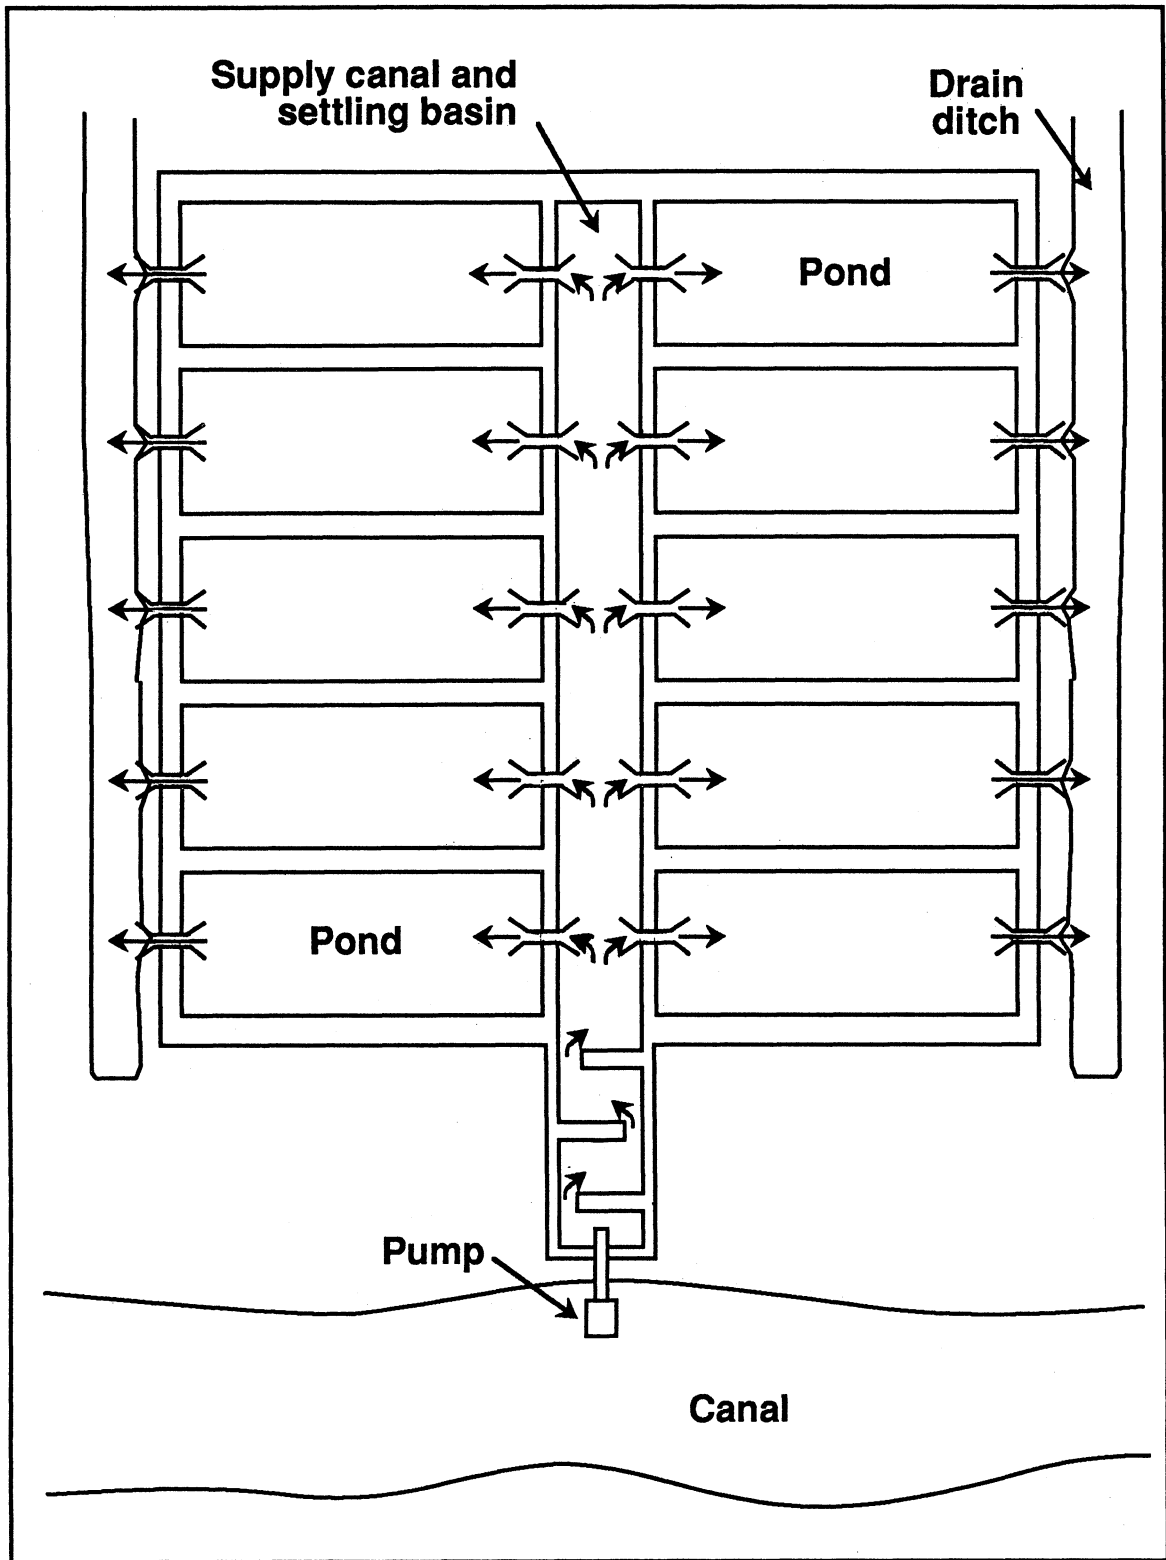 Supply canal and
settling basin
Drain
ditch
Pond
Pond
Pump
Canal